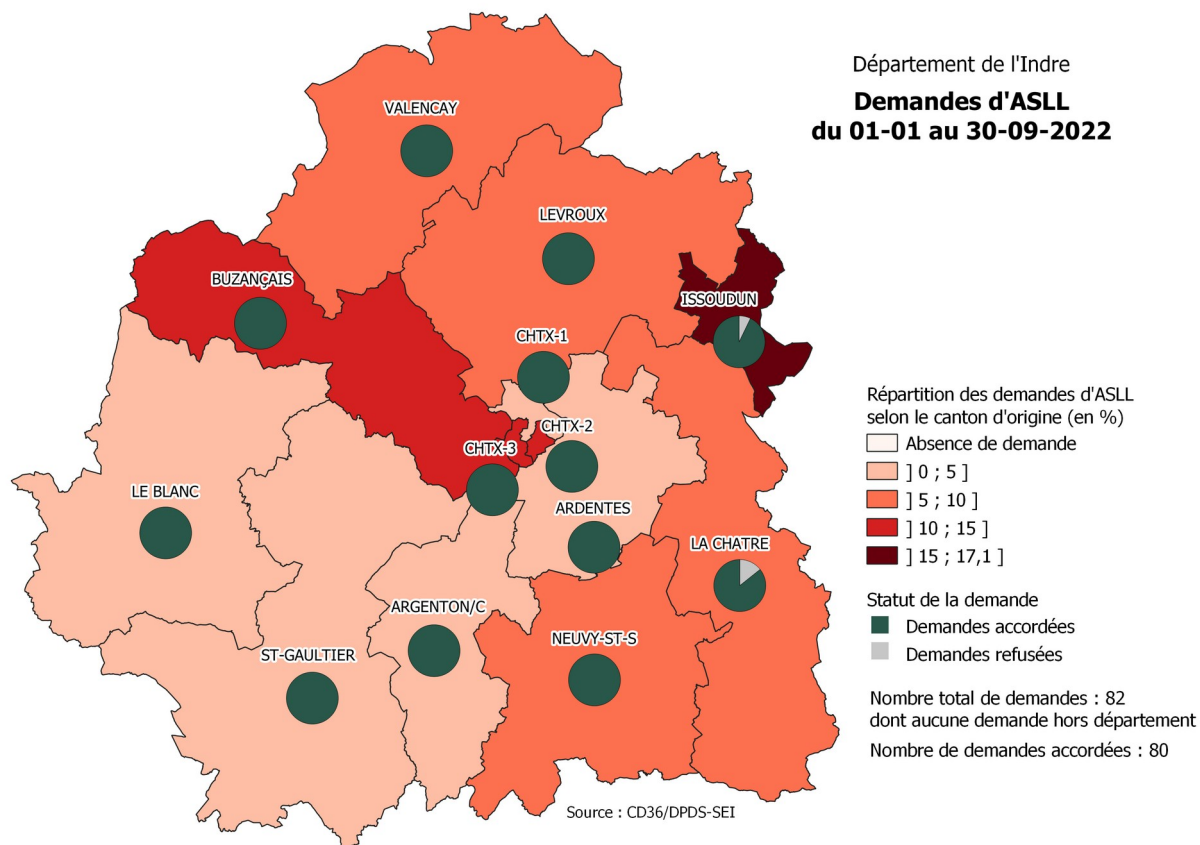 Département de l'Indre
Demandes d'ASLL
du 01-01 au 30-09-2022
VALENCAY
LEVROUX
BUZANÇAIS
ISSOUDUN
CHTX-1
CHTX-2
CHTX-3
LE BLANC
ARDENTES
LA CHATRE
ARGENTON/C
NEUVY-ST-S
ST-GAULTIER
Répartition des demandes d'ASLL
selon le canton d'origine (en %)
Absence de demande
] 0 ; 5 ]
] 5 ; 10 ]
] 10 ; 15 ]
] 15 ; 17,1 ]
Statut de la demande
Demandes accordées
Demandes refusées
Nombre total de demandes : 82
dont aucune demande hors département
Nombre de demandes accordées : 80
Source : CD36/DPDS-SEI